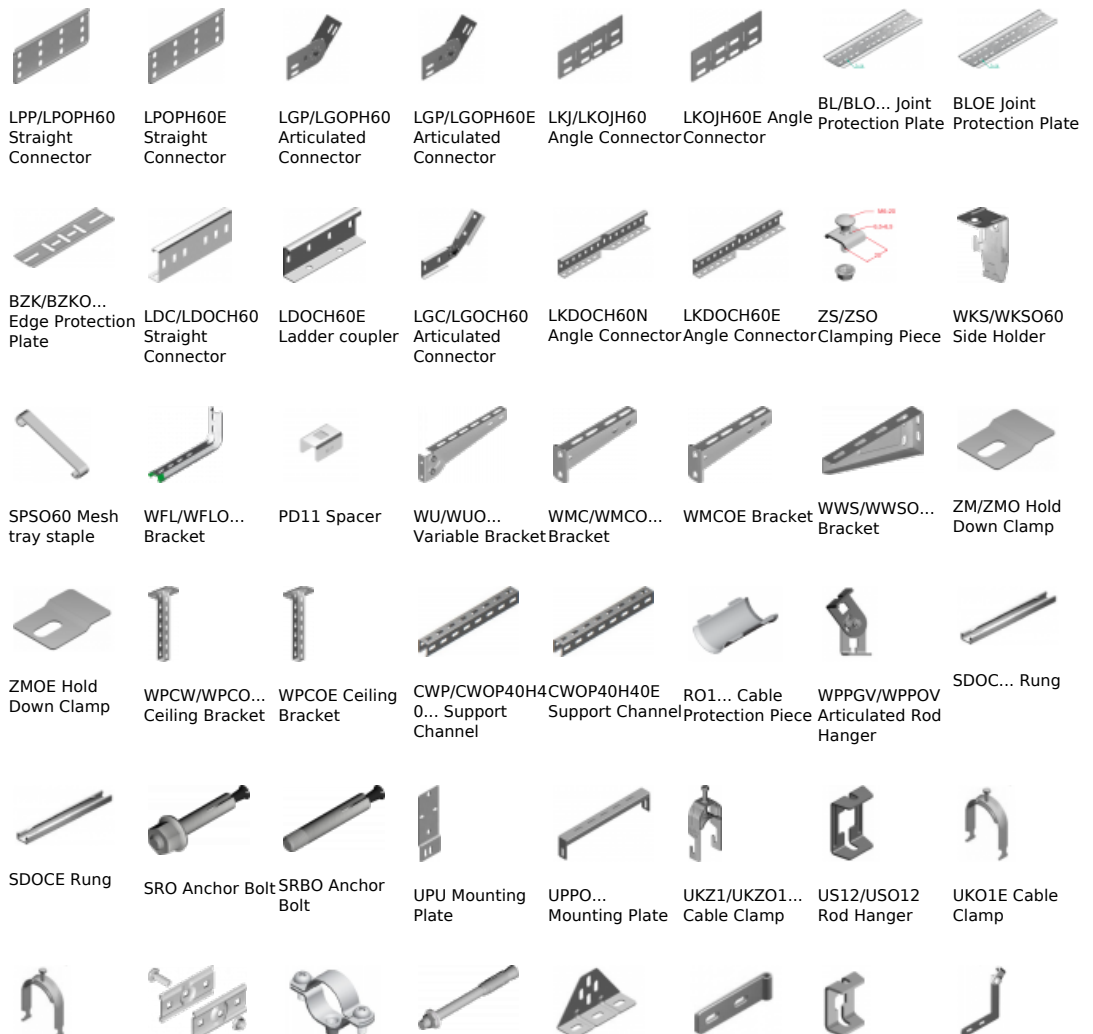 LPP/LPOPH60
Straight
Connector
LPOPH60E
Straight
Connector
LGP/LGOPH60
Articulated
Connector
LGP/LGOPH60E
Articulated
Connector
LKJ/LKOJH60
Angle Connector
LKOJH60E Angle
Connector
BL/BLO... Joint
Protection Plate
BLOE Joint
Protection Plate
BZK/BZKO...
Edge Protection
Plate
LDC/LDOCH60
Straight
Connector
LDOCH60E
Ladder coupler
LGC/LGOCH60
Articulated
Connector
LKDOCH60N
Angle Connector
LKDOCH60E
Angle Connector
ZS/ZSO
Clamping Piece
WKS/WKSO60
Side Holder
SPSO60 Mesh
tray staple
WFL/WFLO...
Bracket
PD11 Spacer
WU/WUO...
Variable Bracket
WMC/WMCO...
Bracket
WMCOE Bracket
WWS/WWSO...
Bracket
ZM/ZMO Hold
Down Clamp
ZMOE Hold
Down Clamp
WPCW/WPCO...
Ceiling Bracket
WPCOE Ceiling
Bracket
CWP/CWOP40H4
0... Support
Channel
CWOP40H40E
Support Channel
RO1... Cable
Protection Piece
WPPGV/WPPOV
Articulated Rod
Hanger
SDOC... Rung
SDOCE Rung
SRO Anchor Bolt
SRBO Anchor
Bolt
UPU Mounting
Plate
UPPO...
Mounting Plate
UKZ1/UKZO1...
Cable Clamp
US12/USO12
Rod Hanger
UKO1E Cable
Clamp